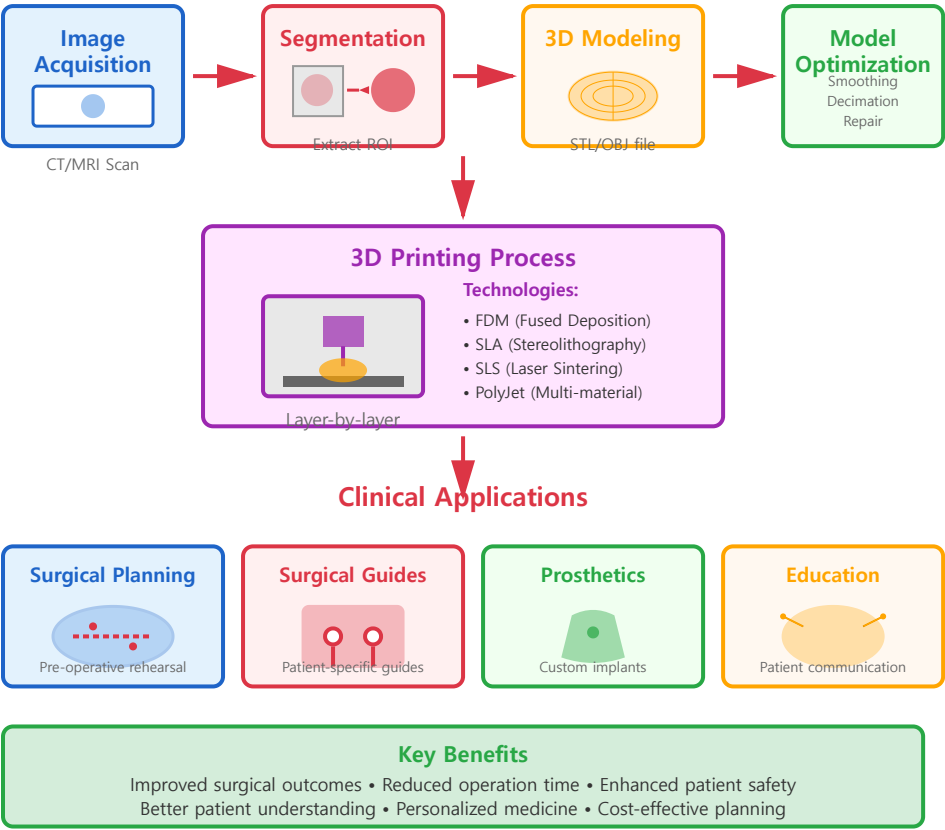 Image
Acquisition
CT/MRI Scan
Segmentation
Extract ROI
3D Modeling
STL/OBJ file
Model
Optimization
Smoothing
Decimation
Repair
3D Printing Process
Layer-by-layer
Technologies:
• FDM (Fused Deposition)
• SLA (Stereolithography)
• SLS (Laser Sintering)
• PolyJet (Multi-material)
Clinical Applications
Surgical Planning
Pre-operative rehearsal
Surgical Guides
Patient-specific guides
Prosthetics
Custom implants
Education
Patient communication
Key Benefits
Improved surgical outcomes • Reduced operation time • Enhanced patient safety
Better patient understanding • Personalized medicine • Cost-effective planning